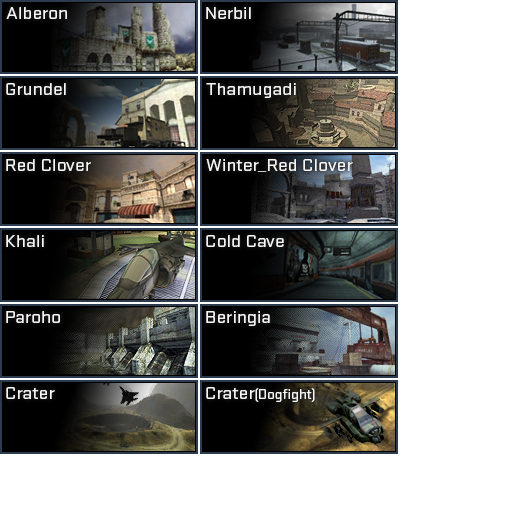 Alberon
Nerbil
Grundel
Thamugadi
Red Clover
Winter_Red Clover
Khali
Cold Cave
Paroho
Beringia
Crater
Crater(Dogfight)